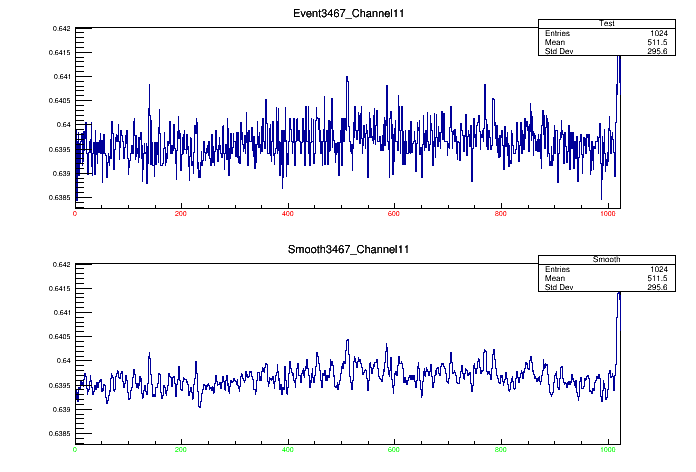 Event3467_Channel11
Test
Entries 1024
Mean 511.5
Std Dev 295.6
0.642
0.6415
0.641
0.6405
0.64
0.6395
0.639
0.6385
0 200 400 600 800 1000
Smooth3467_Channel11
Smooth
Entries 1024
Mean 511.5
Std Dev 295.6
0.642
0.6415
0.641
0.6405
0.64
0.6395
0.639
0.6385
0 200 400 600 800 1000